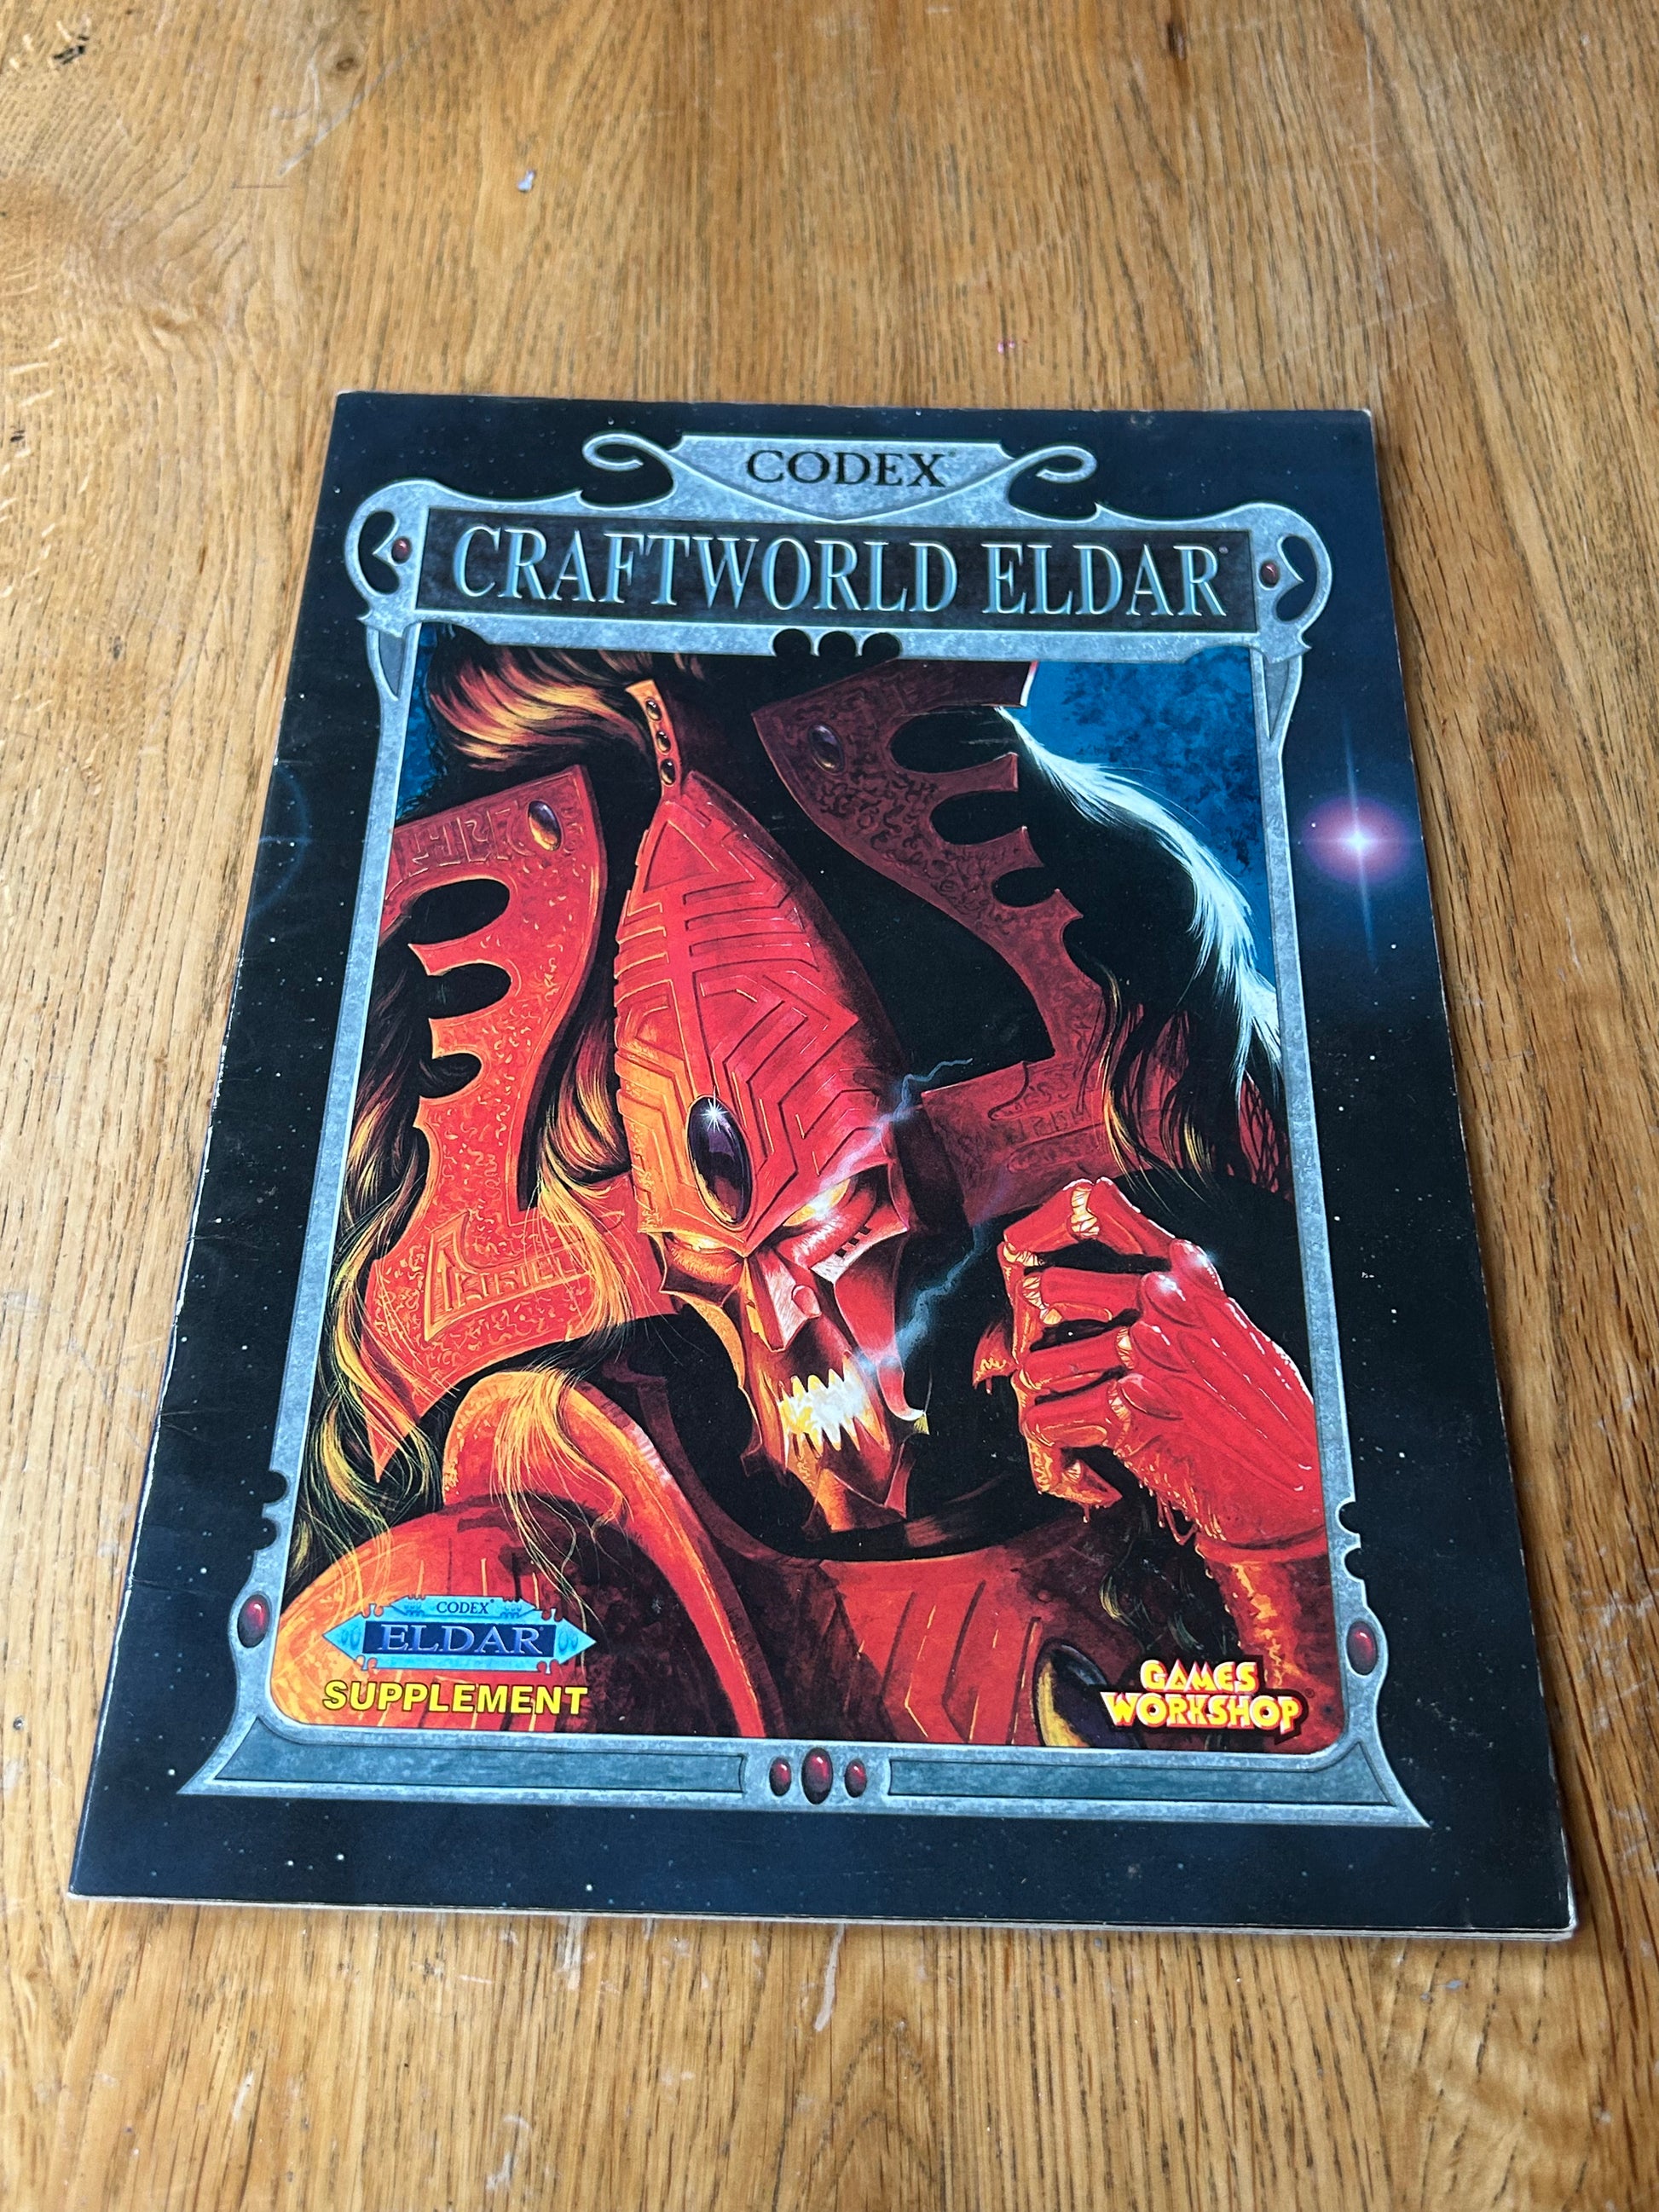 CODEX
CRAFTWORLD ELDAR
CODEX
ELDAR
SUPPLEMENT
GAMES
WORKSHOP